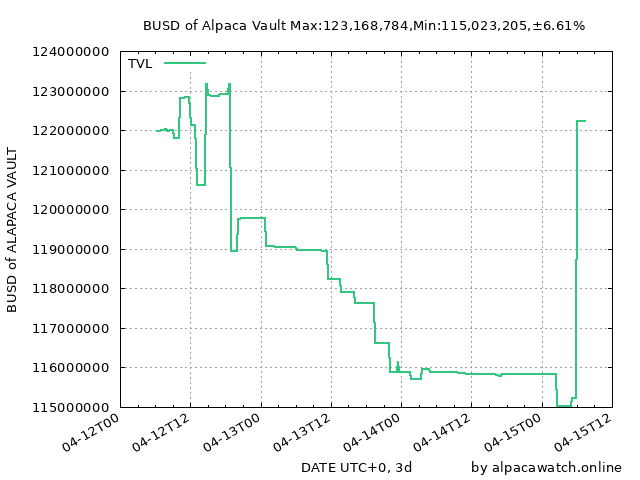 BUSD of Alpaca Vault Max:123,168,784,Min:115,023,205,±6.61%
TVL
BUSD of ALAPACA VAULT
124000000
123000000
122000000
121000000
120000000
119000000
118000000
117000000
116000000
115000000
04-12T00
04-12T12
04-13T00
04-13T12
04-14T00
04-14T12
04-15T00
04-15T12
DATE UTC+0, 3d
by alpacawatch.online